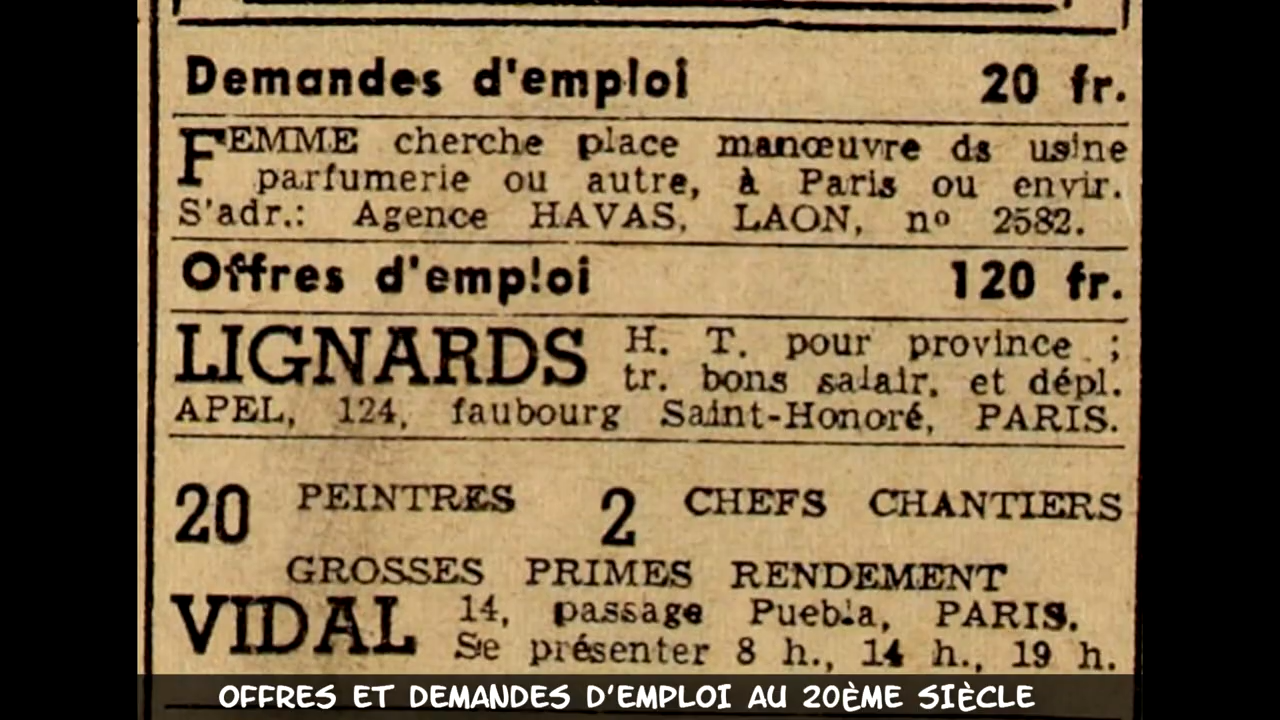 Demandes d'emploi 20 fr.
FEMME cherche place manœuvre ds usine
parfumerie ou autre, à Paris ou envir.
S'adr.: Agence HAVAS, LAON, nº 2582.
Offres d'emploi 120 fr.
LIGNARDS H. T. pour province ;
tr. bons salair. et dépl.
APEL, 124, faubourg Saint-Honoré, PARIS.
20 PEINTRES 2 CHEFS CHANTIERS
GROSSES PRIMES RENDEMENT
VIDAL 14, passage Puebla, PARIS.
Se présenter 8 h., 14 h., 19 h.
OFFRES ET DEMANDES D'EMPLOI AU 20ÈME SIÈCLE